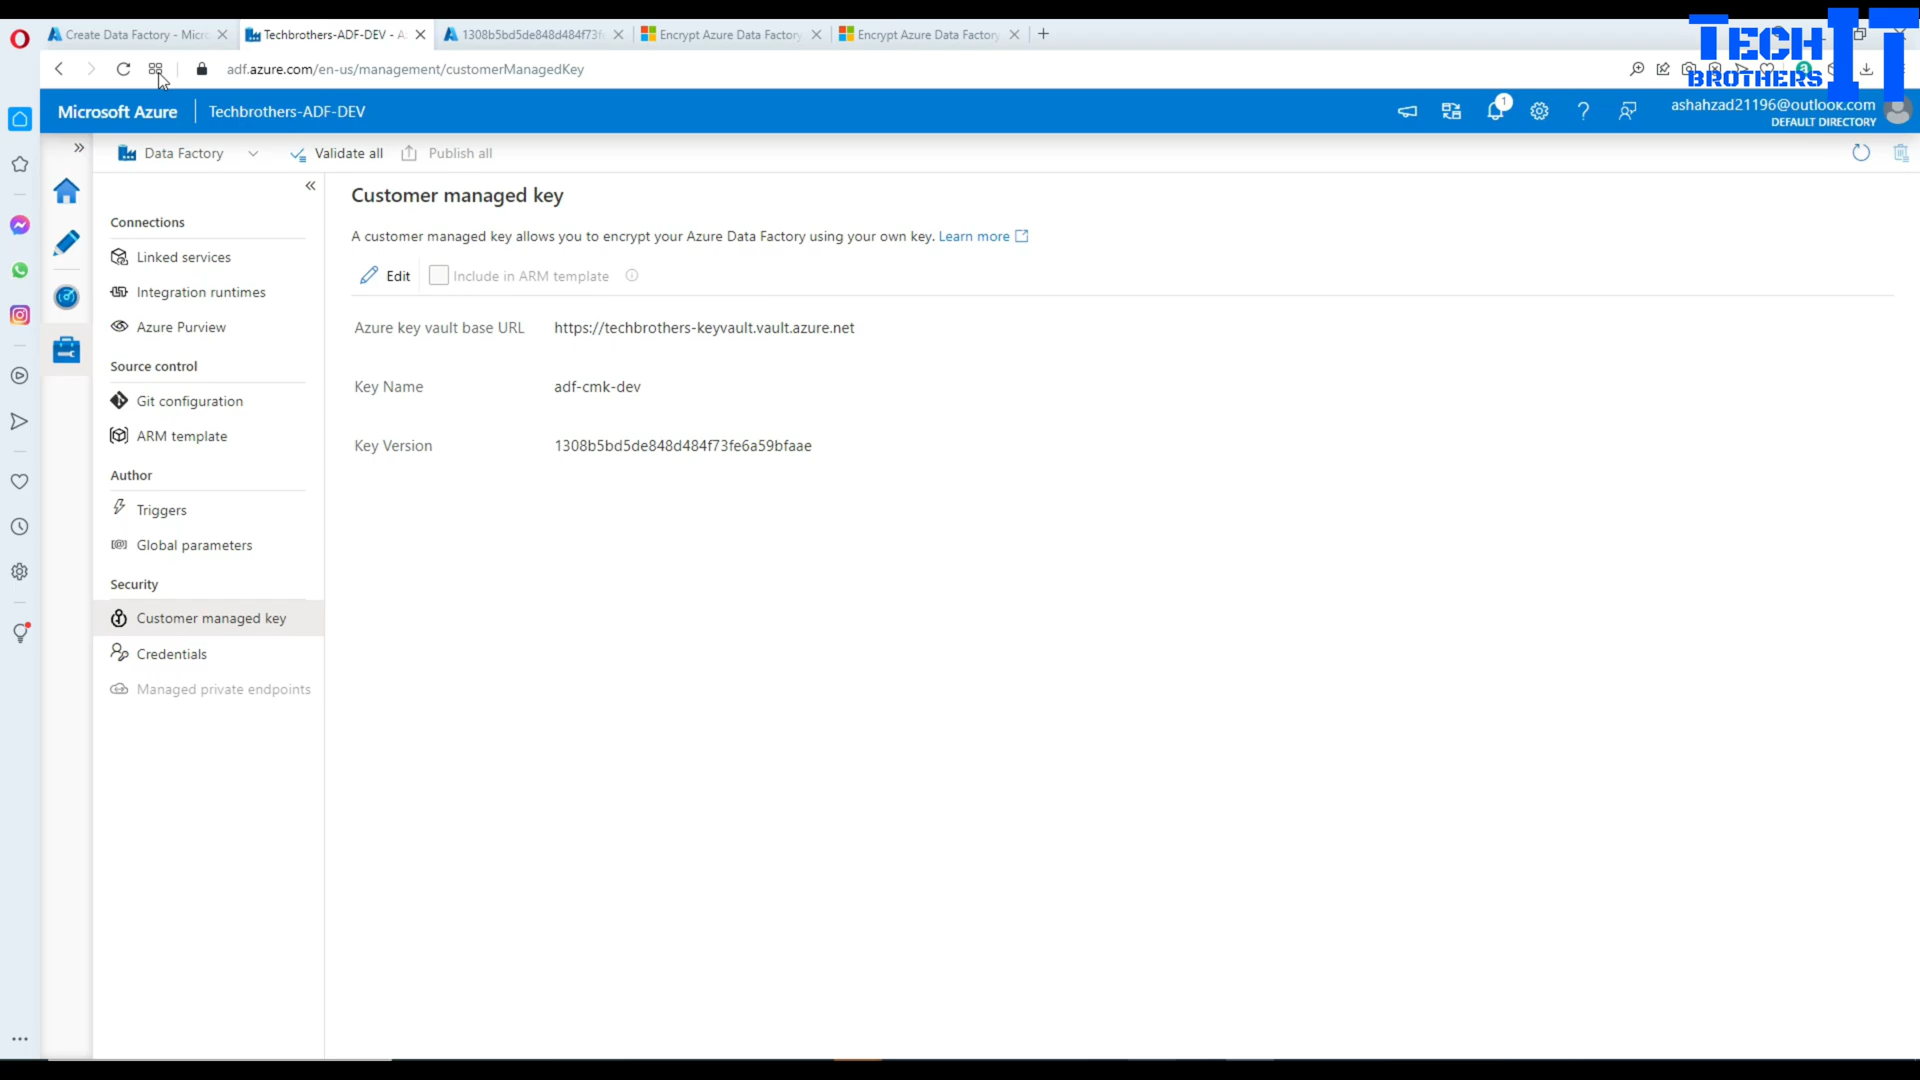 Create Data Factory - Micro
Techbrothers-ADF-DEV - A
1308b5bd5de848d484f73f
Encrypt Azure Data Factory
Encrypt Azure Data Factory
TECH IT
BROTHERS
adf.azure.com/en-us/management/customerManagedKey
Microsoft Azure
Techbrothers-ADF-DEV
1
ashahzad21196@outlook.com
DEFAULT DIRECTORY
Data Factory
Validate all
Publish all
Customer managed key
Connections
A customer managed key allows you to encrypt your Azure Data Factory using your own key. Learn more
Linked services
Edit
Include in ARM template
Integration runtimes
Azure Purview
Azure key vault base URL
https://techbrothers-keyvault.vault.azure.net
Source control
Key Name
adf-cmk-dev
Git configuration
ARM template
Key Version
1308b5bd5de848d484f73fe6a59bfaae
Author
Triggers
Global parameters
Security
Customer managed key
Credentials
Managed private endpoints